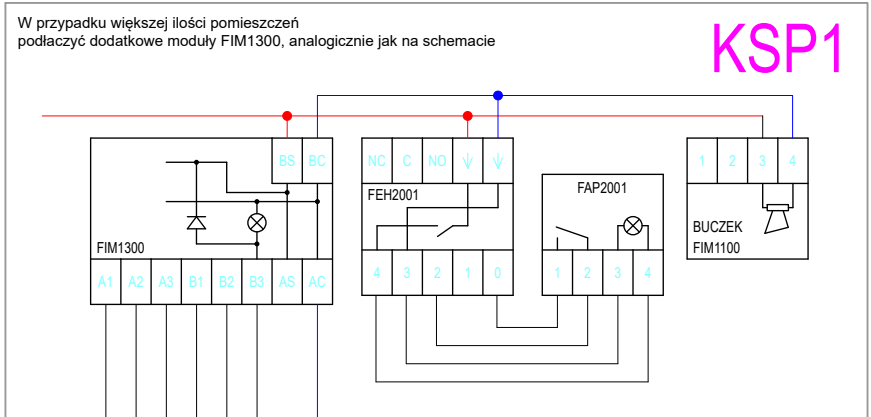 W przypadku większej ilości pomieszczeń
podłaczyć dodatkowe moduły FIM1300, analogicznie jak na schemacie
KSP1
BS BC
FIM1300
A1 A2 A3 B1 B2 B3 AS AC
NC C NO
FEH2001
4 3 2 1 0
FAP2001
1 2 3 4
1 2 3 4
BUCZEK
FIM1100